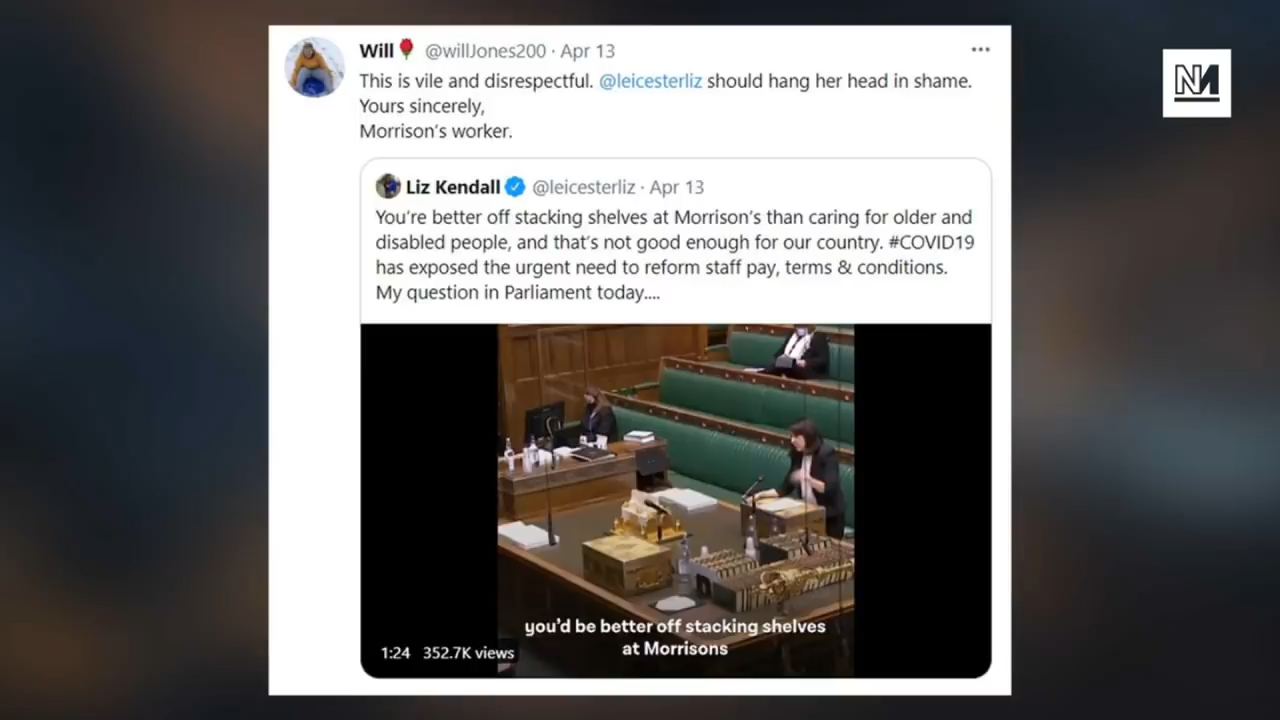 Will🌹 @willJones200 · Apr 13
This is vile and disrespectful. @leicesterliz should hang her head in shame.
Yours sincerely,
Morrison's worker.
Liz Kendall @leicesterliz · Apr 13
You're better off stacking shelves at Morrison's than caring for older and
disabled people, and that's not good enough for our country. #COVID19
has exposed the urgent need to reform staff pay, terms & conditions.
My question in Parliament today....
you'd be better off stacking shelves
at Morrisons
1:24 352.7K views
NM